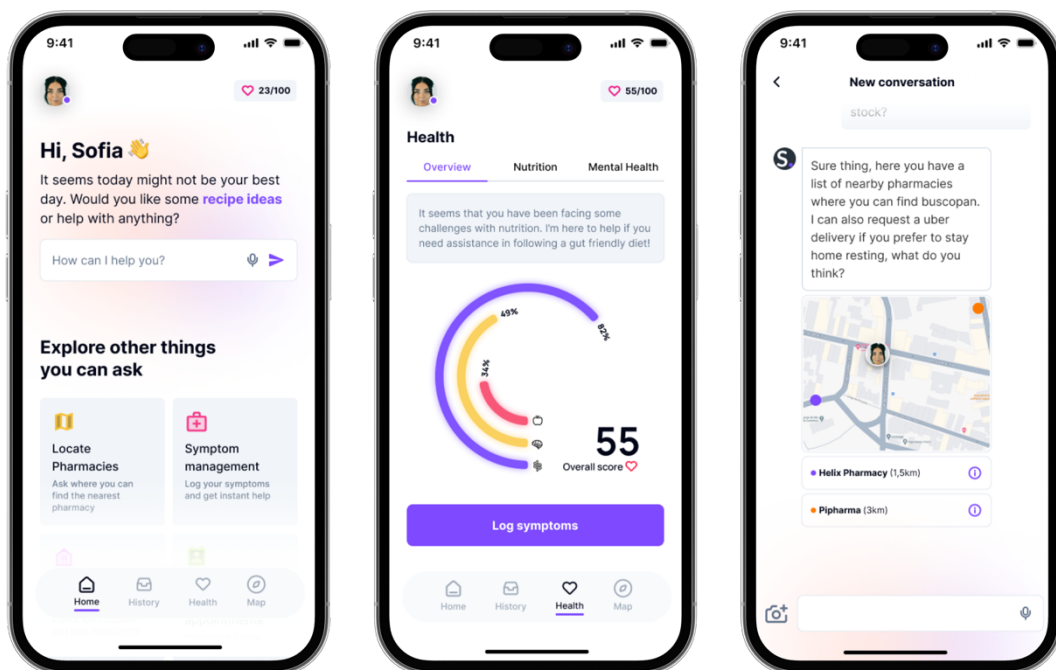 9:41
23/100
Hi, Sofia 👋
It seems today might not be your best
day. Would you like some recipe ideas
or help with anything?
How can I help you?
Explore other things
you can ask
Locate
Pharmacies
Ask where you can
find the nearest
pharmacy
Symptom
management
Log your symptoms
and get instant help
Home
History
Health
Map
9:41
55/100
Health
Overview
Nutrition
Mental Health
It seems that you have been facing some
challenges with nutrition. I'm here to help if you
need assistance in following a gut friendly diet!
49%
82%
34%
55
Overall score
Log symptoms
Home
History
Health
Map
9:41
New conversation
stock?
S
Sure thing, here you have a
list of nearby pharmacies
where you can find buscopan.
I can also request a uber
delivery if you prefer to stay
home resting, what do you
think?
Helix Pharmacy (1,5km)
Pipharma (3km)